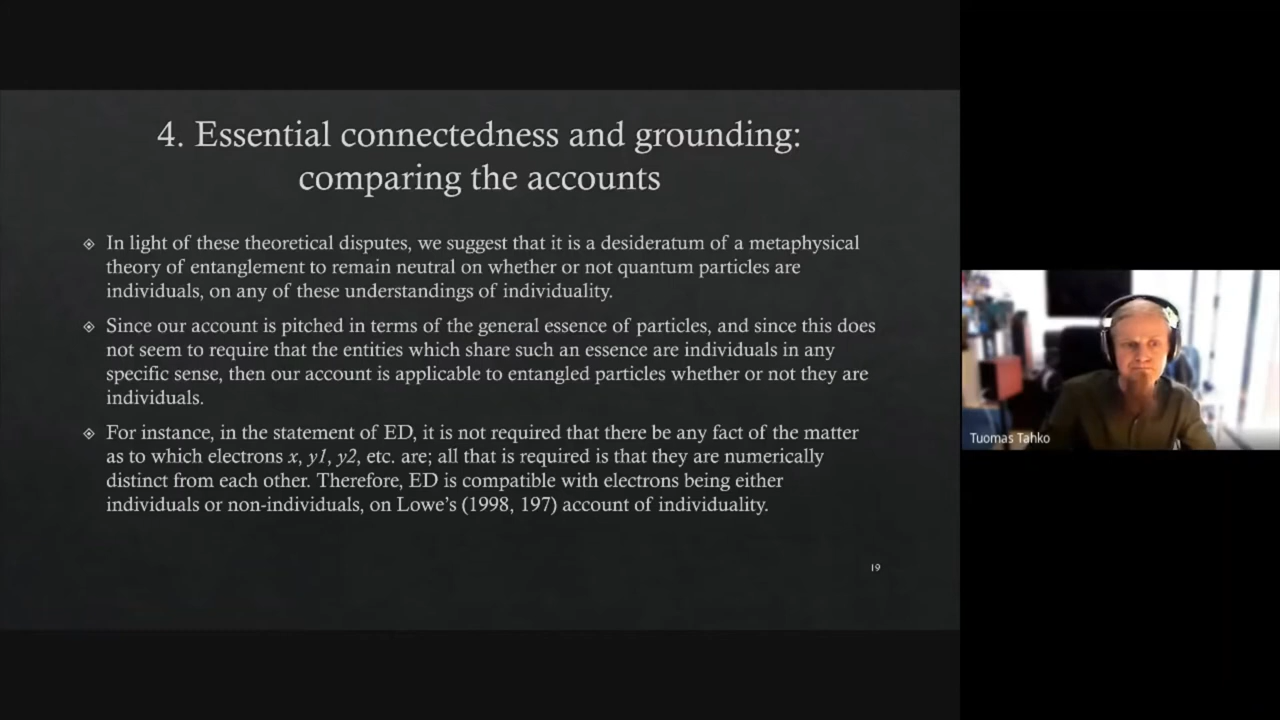 4. Essential connectedness and grounding:
comparing the accounts
In light of these theoretical disputes, we suggest that it is a desideratum of a metaphysical
theory of entanglement to remain neutral on whether or not quantum particles are
individuals, on any of these understandings of individuality.
Since our account is pitched in terms of the general essence of particles, and since this does
not seem to require that the entities which share such an essence are individuals in any
specific sense, then our account is applicable to entangled particles whether or not they are
individuals.
For instance, in the statement of ED, it is not required that there be any fact of the matter
as to which electrons x, y1, y2, etc. are; all that is required is that they are numerically
distinct from each other. Therefore, ED is compatible with electrons being either
individuals or non-individuals, on Lowe's (1998, 197) account of individuality.
19
Tuomas Tahko